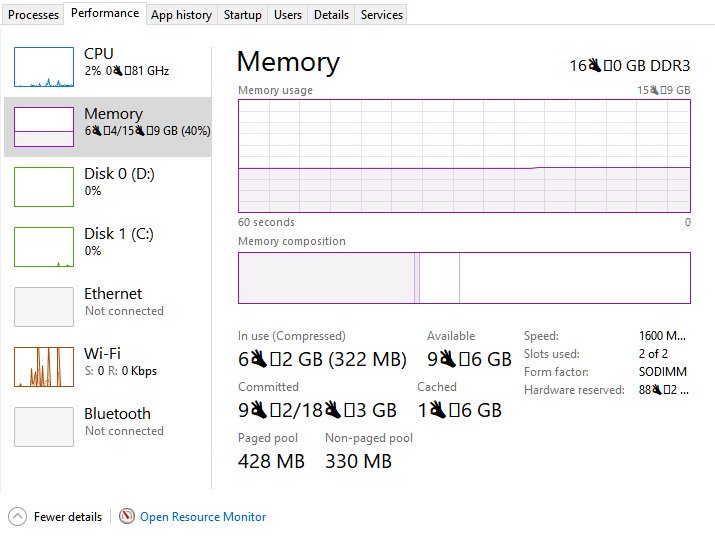 Processes Performance App history Startup Users Details Services
CPU
2% 0👌▯81 GHz
Memory
6👌▯4/15👌▯9 GB (40%)
Disk 0 (D:)
0%
Disk 1 (C:)
0%
Ethernet
Not connected
Wi-Fi
S: 0 R: 0 Kbps
Bluetooth
Not connected
Memory 16👌▯0 GB DDR3
Memory usage 15👌▯9 GB
60 seconds 0
Memory composition
In use (Compressed) Available
6👌▯2 GB (322 MB) 9👌▯6 GB
Committed Cached
9👌▯2/18👌▯3 GB 1👌▯6 GB
Paged pool Non-paged pool
428 MB 330 MB
Speed: 1600 M...
Slots used: 2 of 2
Form factor: SODIMM
Hardware reserved: 88👌▯2 ...
Fewer details Open Resource Monitor